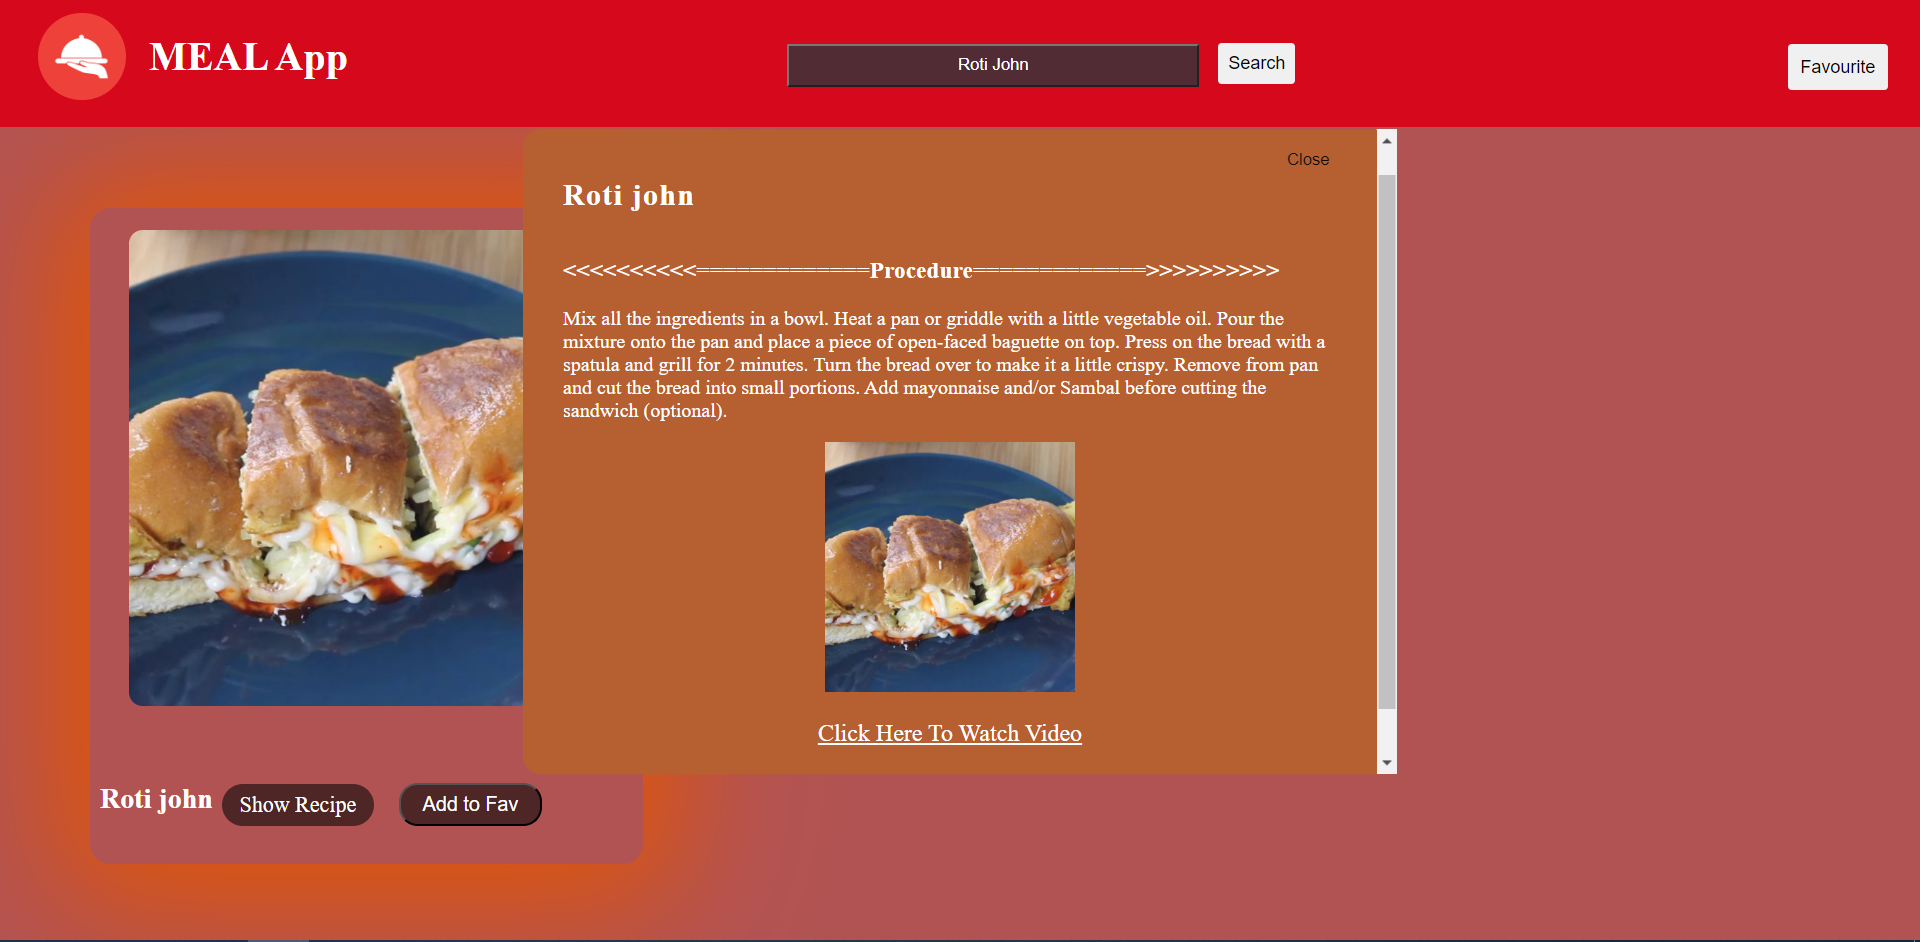 MEAL App
Roti John
Search
Favourite
Close
Roti john
<<<<<<<<<<=============Procedure=============>>>>>>>>>>
Mix all the ingredients in a bowl. Heat a pan or griddle with a little vegetable oil. Pour the
mixture onto the pan and place a piece of open-faced baguette on top. Press on the bread with a
spatula and grill for 2 minutes. Turn the bread over to make it a little crispy. Remove from pan
and cut the bread into small portions. Add mayonnaise and/or Sambal before cutting the
sandwich (optional).
Click Here To Watch Video
Roti john
Show Recipe
Add to Fav